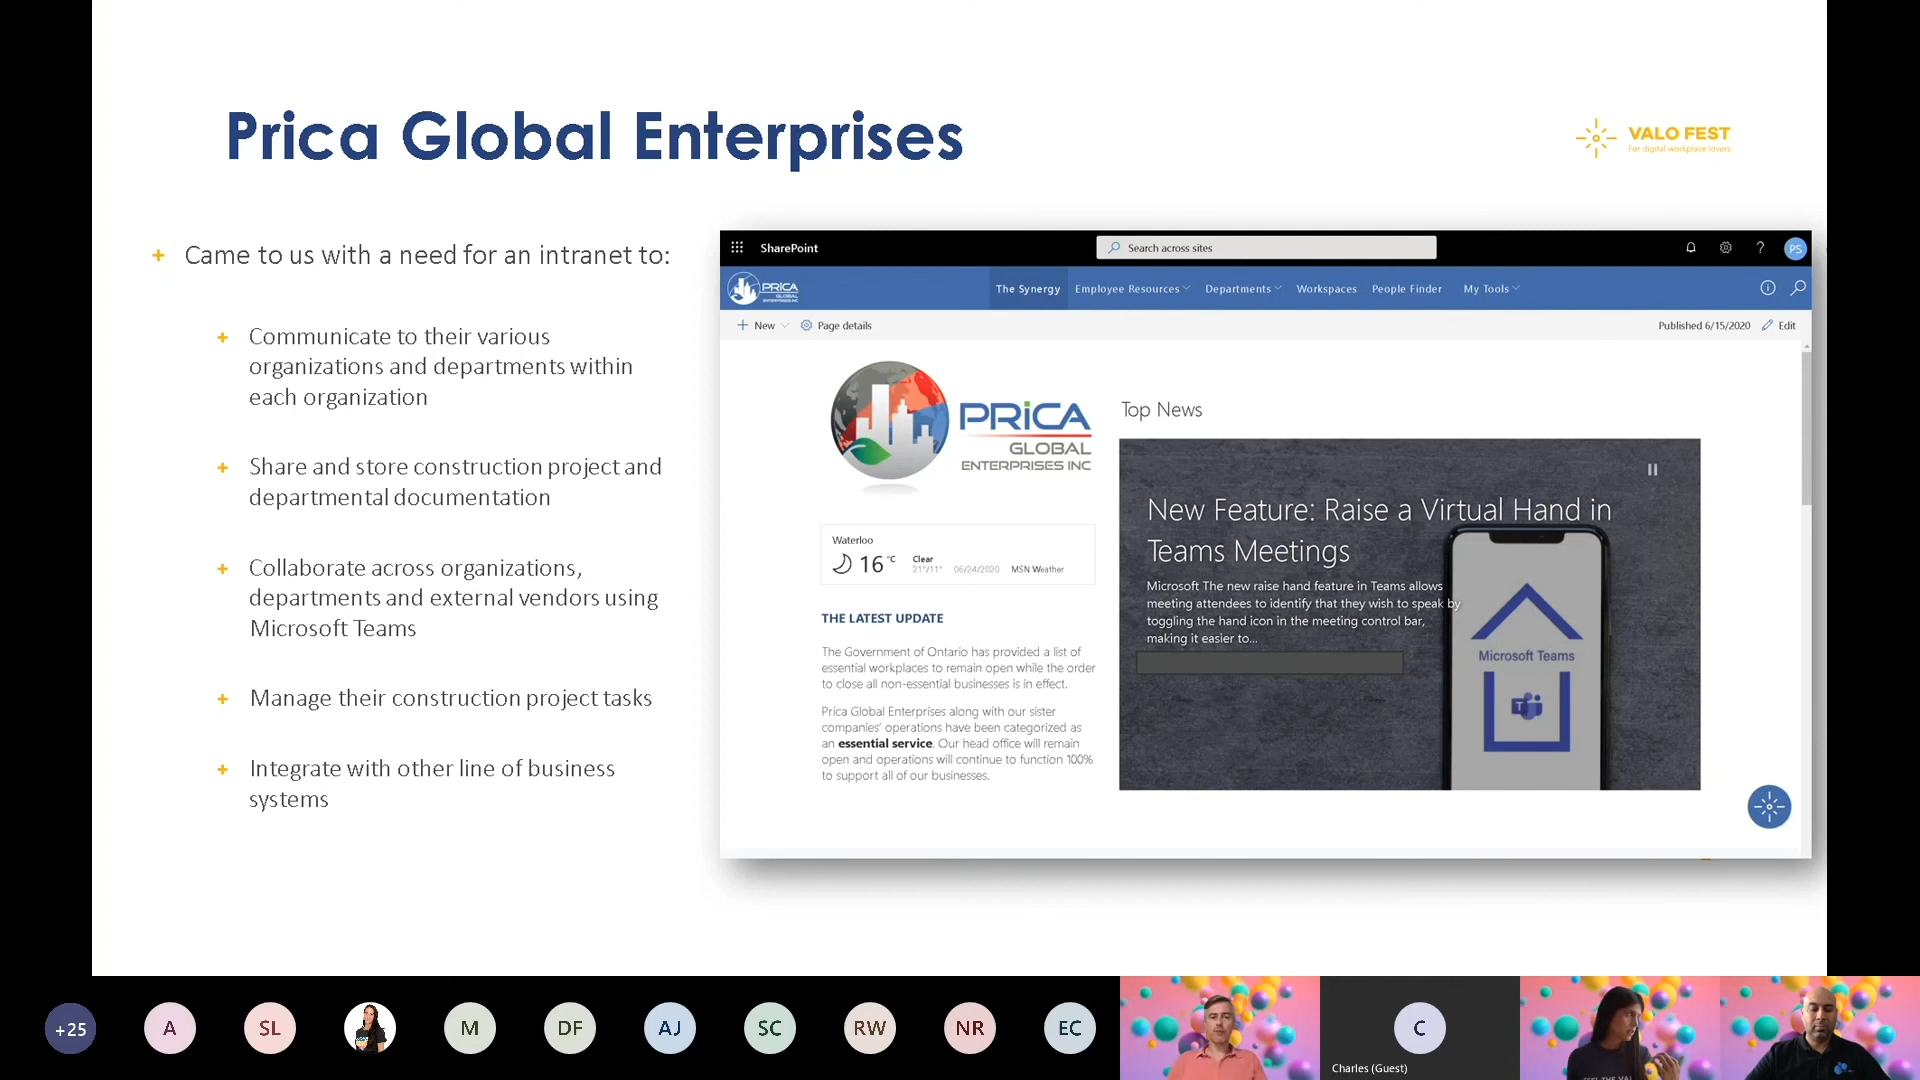 Prica Global Enterprises
VALO FEST
For digital workplace lovers
+ Came to us with a need for an intranet to:
+ Communicate to their various
organizations and departments within
each organization
+ Share and store construction project and
departmental documentation
+ Collaborate across organizations,
departments and external vendors using
Microsoft Teams
+ Manage their construction project tasks
+ Integrate with other line of business
systems
SharePoint
Search across sites
?
PS
PRICA
GLOBAL
ENTERPRISES INC
The Synergy
Employee Resources
Departments
Workspaces
People Finder
My Tools
+ New
Page details
Published 6/15/2020
Edit
PRiCA
GLOBAL
ENTERPRISES INC
Waterloo
16 °C
Clear
21°/11°
06/24/2020
MSN Weather
THE LATEST UPDATE
The Government of Ontario has provided a list of
essential workplaces to remain open while the order
to close all non-essential businesses is in effect.
Prica Global Enterprises along with our sister
companies' operations have been categorized as
an essential service. Our head office will remain
open and operations will continue to function 100%
to support all of our businesses.
Top News
New Feature: Raise a Virtual Hand in
Teams Meetings
Microsoft The new raise hand feature in Teams allows
meeting attendees to identify that they wish to speak by
toggling the hand icon in the meeting control bar,
making it easier to...
Microsoft Teams
+25
A
SL
M
DF
AJ
SC
RW
NR
EC
C
Charles (Guest)